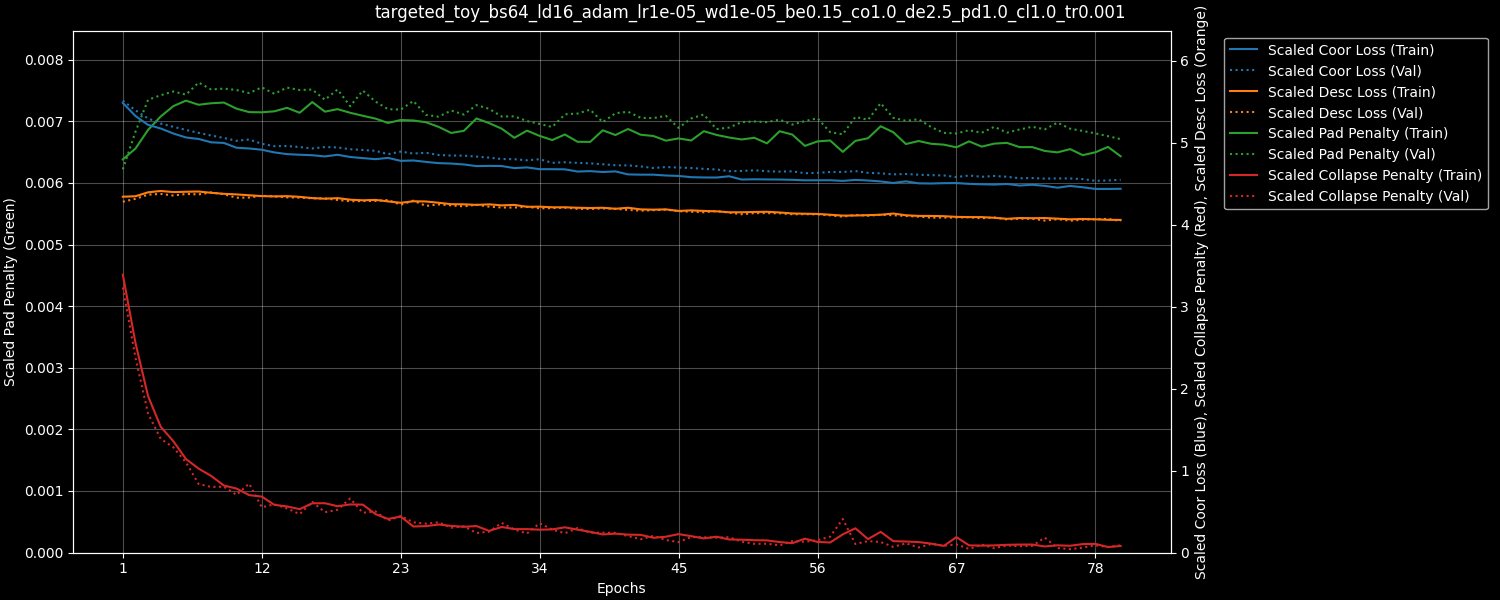 targeted_toy_bs64_ld16_adam_lr1e-05_wd1e-05_be0.15_co1.0_de2.5_pd1.0_cl1.0_tr0.001
Scaled Pad Penalty (Green)
0.008
0.007
0.006
0.005
0.004
0.003
0.002
0.001
0.000
1
12
23
34
45
56
67
78
Epochs
6
5
4
3
2
1
0
Scaled Coor Loss (Blue), Scaled Collapse Penalty (Red), Scaled Desc Loss (Orange)
Scaled Coor Loss (Train)
Scaled Coor Loss (Val)
Scaled Desc Loss (Train)
Scaled Desc Loss (Val)
Scaled Pad Penalty (Train)
Scaled Pad Penalty (Val)
Scaled Collapse Penalty (Train)
Scaled Collapse Penalty (Val)